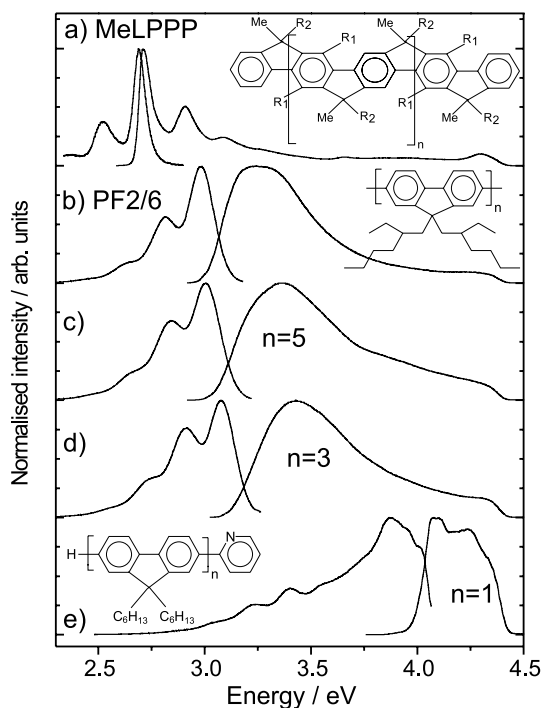 a) MeLPPP
Me R2 Me R2
R1 R1
R1 R1
Me R2 Me R2
n
b) PF2/6
n
c)
n=5
d)
n=3
H N
n
C6H13 C6H13
e)
n=1
2.5 3.0 3.5 4.0 4.5
Energy / eV
Normalised intensity / arb. units